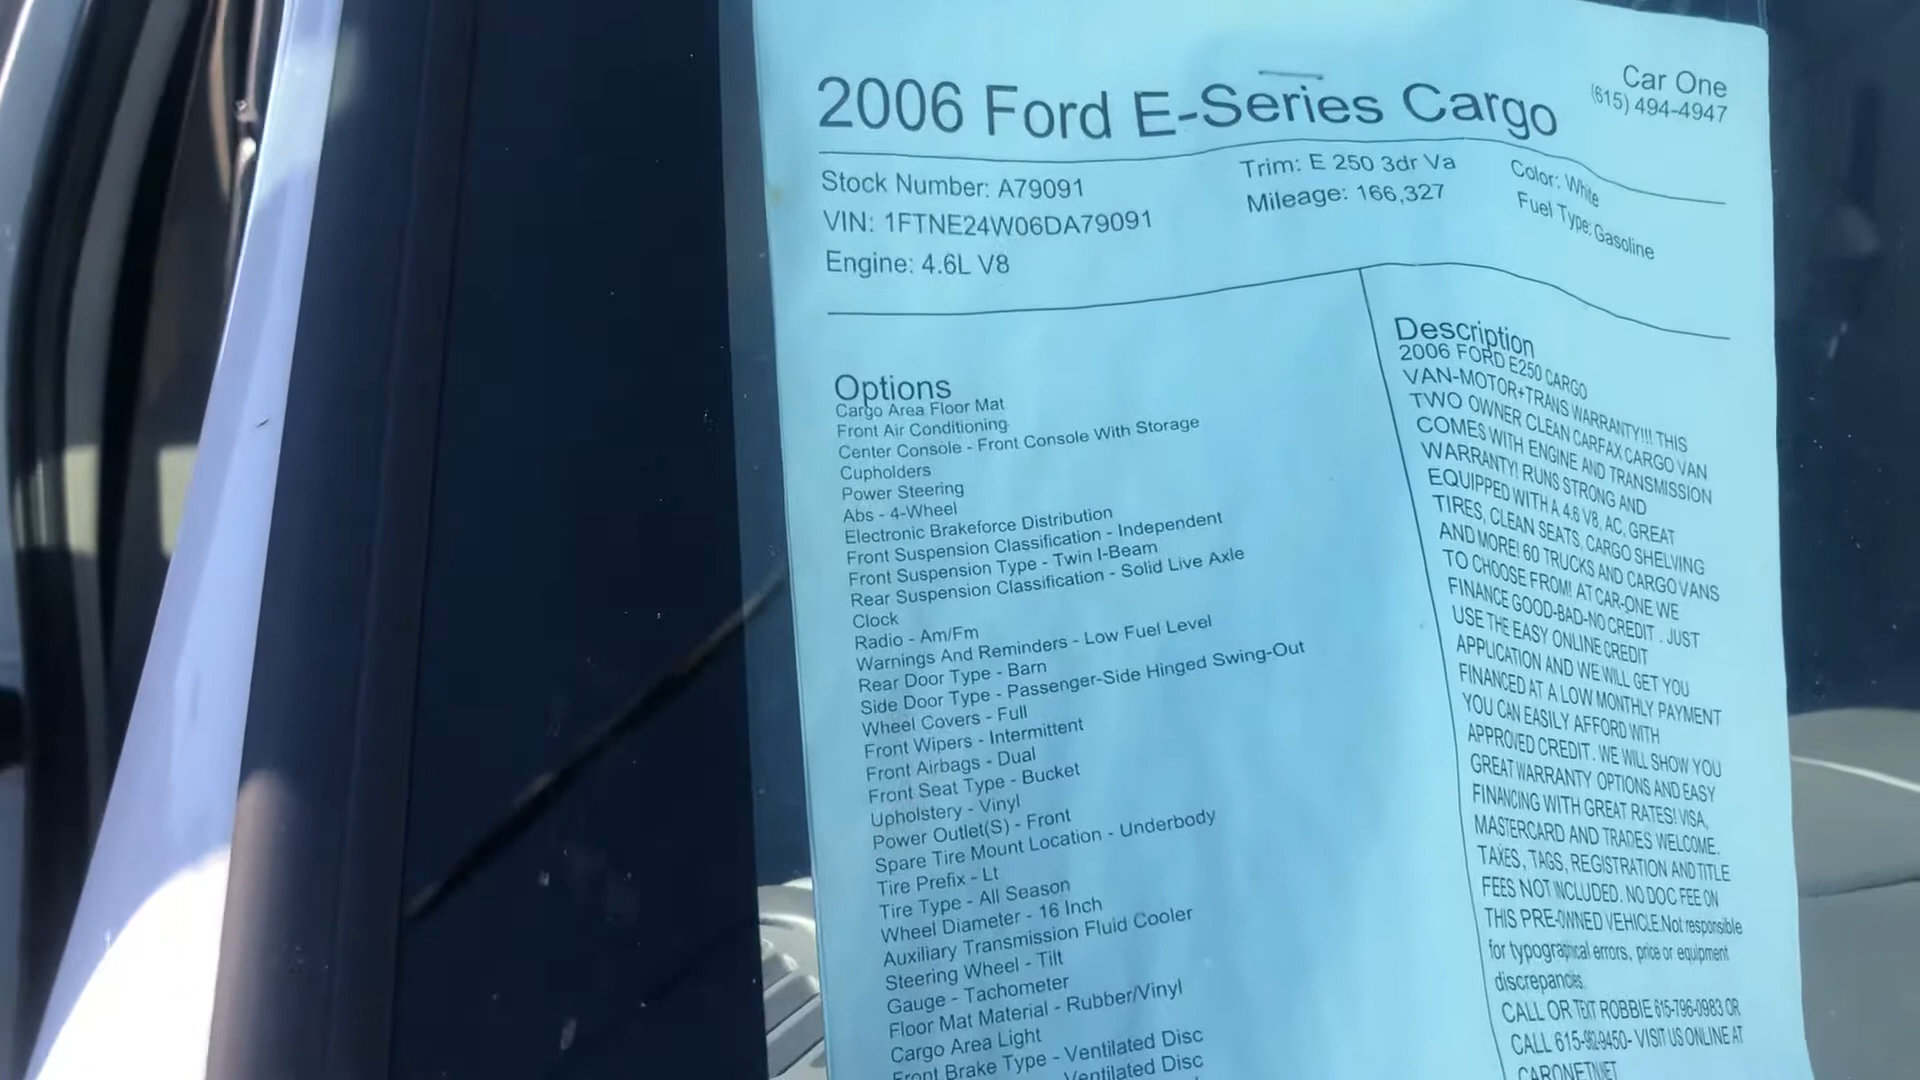 2006 Ford E-Series Cargo
Car One
(615) 494-4947
Stock Number: A79091
Trim: E 250 3dr Va
Color: White
VIN: 1FTNE24W06DA79091
Mileage: 166,327
Fuel Type: Gasoline
Engine: 4.6L V8
Options
Cargo Area Floor Mat
Front Air Conditioning
Center Console - Front Console With Storage
Cupholders
Power Steering
Abs - 4-Wheel
Electronic Brakeforce Distribution
Front Suspension Classification - Independent
Front Suspension Type - Twin I-Beam
Rear Suspension Classification - Solid Live Axle
Clock
Radio - Am/Fm
Warnings And Reminders - Low Fuel Level
Rear Door Type - Barn
Side Door Type - Passenger-Side Hinged Swing-Out
Wheel Covers - Full
Front Wipers - Intermittent
Front Airbags - Dual
Front Seat Type - Bucket
Upholstery - Vinyl
Power Outlet(S) - Front
Spare Tire Mount Location - Underbody
Tire Prefix - Lt
Tire Type - All Season
Wheel Diameter - 16 Inch
Auxiliary Transmission Fluid Cooler
Steering Wheel - Tilt
Gauge - Tachometer
Floor Mat Material - Rubber/Vinyl
Cargo Area Light
Front Brake Type - Ventilated Disc
Ventilated Disc
Description
2006 FORD E250 CARGO
VAN-MOTOR+TRANS WARRANTY!!! THIS
TWO OWNER CLEAN CARFAX CARGO VAN
COMES WITH ENGINE AND TRANSMISSION
WARRANTY! RUNS STRONG AND
EQUIPPED WITH A 4.6 V8, AC, GREAT
TIRES, CLEAN SEATS, CARGO SHELVING
AND MORE! 60 TRUCKS AND CARGO VANS
TO CHOOSE FROM! AT CAR-ONE WE
FINANCE GOOD-BAD-NO CREDIT . JUST
USE THE EASY ONLINE CREDIT
APPLICATION AND WE WILL GET YOU
FINANCED AT A LOW MONTHLY PAYMENT
YOU CAN EASILY AFFORD WITH
APPROVED CREDIT. WE WILL SHOW YOU
GREAT WARRANTY OPTIONS AND EASY
FINANCING WITH GREAT RATES! VISA,
MASTERCARD AND TRADES WELCOME.
TAXES, TAGS, REGISTRATION AND TITLE
FEES NOT INCLUDED. NO DOC FEE ON
THIS PRE-OWNED VEHICLE.Not responsible
for typographical errors, price or equipment
discrepancies.
CALL OR TEXT ROBBIE 615-796-0983 OR
CALL - VISIT US ONLINE AT